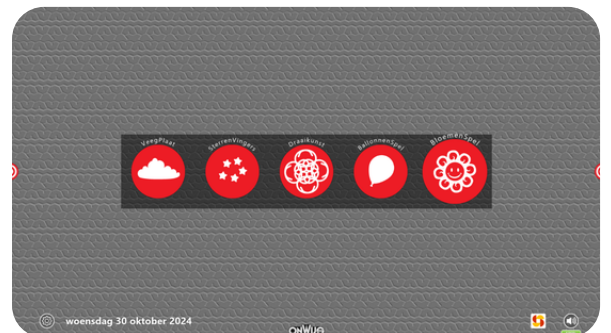 VeegPlaat
SterrenVingers
Draaikunst
BallonnenSpel
BloemenSpel
woensdag 30 oktober 2024